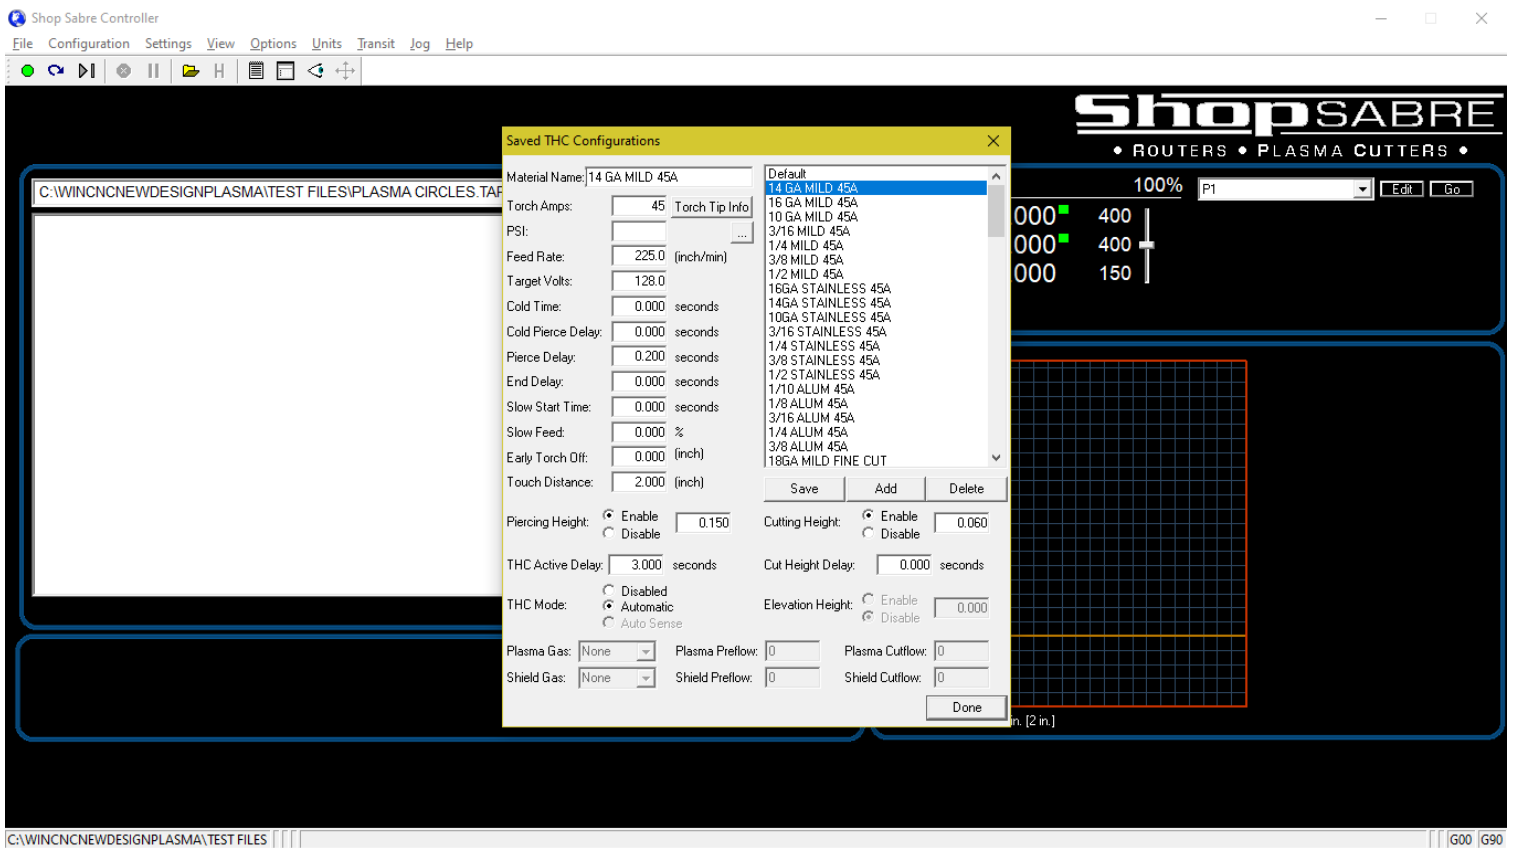 Shop Sabre Controller
File Configuration Settings View Options Units Transit Jog Help
H
ShopSABRE
• ROUTERS • PLASMA CUTTERS •
C:\WINCNCNEWDESIGNPLASMA\TEST FILES\PLASMA CIRCLES.TAP
100% P1 Edit Go
000 400
000 400
000 150
Saved THC Configurations
Material Name: 14 GA MILD 45A
Torch Amps: 45 Torch Tip Info
PSI: ...
Feed Rate: 225.0 (inch/min)
Target Volts: 128.0
Cold Time: 0.000 seconds
Cold Pierce Delay: 0.000 seconds
Pierce Delay: 0.200 seconds
End Delay: 0.000 seconds
Slow Start Time: 0.000 seconds
Slow Feed: 0.000 %
Early Torch Off: 0.000 (inch)
Touch Distance: 2.000 (inch)
Default
14 GA MILD 45A
16 GA MILD 45A
10 GA MILD 45A
3/16 MILD 45A
1/4 MILD 45A
3/8 MILD 45A
1/2 MILD 45A
16GA STAINLESS 45A
14GA STAINLESS 45A
10GA STAINLESS 45A
3/16 STAINLESS 45A
1/4 STAINLESS 45A
3/8 STAINLESS 45A
1/2 STAINLESS 45A
1/10 ALUM 45A
1/8 ALUM 45A
3/16 ALUM 45A
1/4 ALUM 45A
3/8 ALUM 45A
18GA MILD FINE CUT
Save Add Delete
Piercing Height: Enable Disable 0.150
Cutting Height: Enable Disable 0.060
THC Active Delay: 3.000 seconds
Cut Height Delay: 0.000 seconds
THC Mode: Disabled Automatic Auto Sense
Elevation Height: Enable Disable 0.000
Plasma Gas: None Plasma Preflow: 0 Plasma Cutflow: 0
Shield Gas: None Shield Preflow: 0 Shield Cutflow: 0
Done
in. [2 in.]
C:\WINCNCNEWDESIGNPLASMA\TEST FILES G00 G90